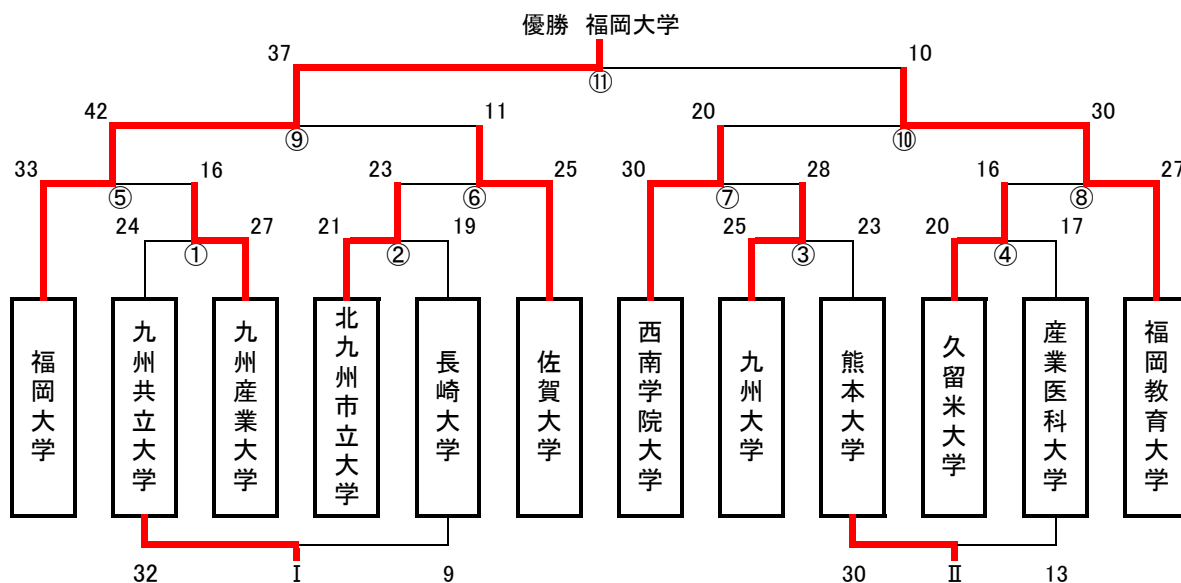 優勝 福岡大学
37 10
⑪
42 11 20 30
⑨ ⑩
33 16 23 25 30 28 16 27
⑤ ⑥ ⑦ ⑧
24 27 21 19 25 23 20 17
① ② ③ ④
福岡大学
九州共立大学
九州産業大学
北九州市立大学
長崎大学
佐賀大学
西南学院大学
九州大学
熊本大学
久留米大学
産業医科大学
福岡教育大学
32 Ⅰ 9 30 Ⅱ 13